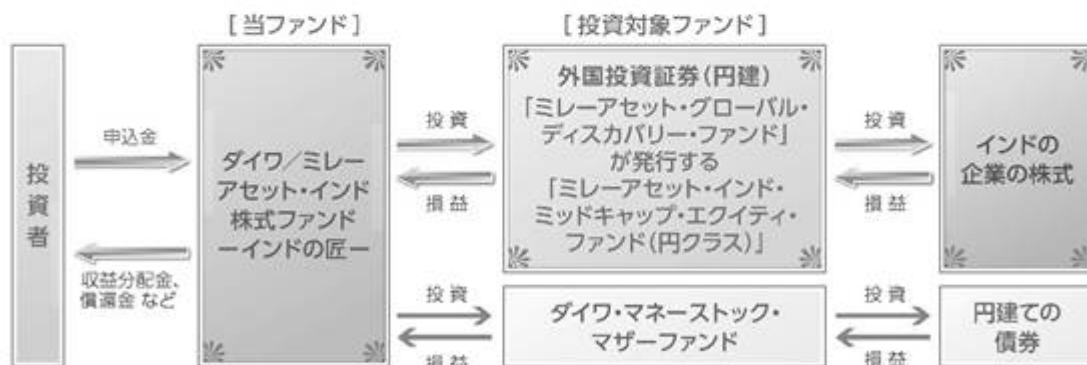 [当ファンド]
[投資対象ファンド]
投資者
申込金
収益分配金、
償還金 など
ダイワ／ミレー
アセット・インド
株式ファンド
ーインドの匠ー
投資
損益
外国投資証券(円建)
「ミレーアセット・グローバル・
ディスカバリー・ファンド」
が発行する
「ミレーアセット・インド・
ミッドキャップ・エクイティ・
ファンド(円クラス)」
投資
損益
インドの
企業の株式
投資
損益
ダイワ・マネーストック・
マザーファンド
投資
損益
円建ての
債券